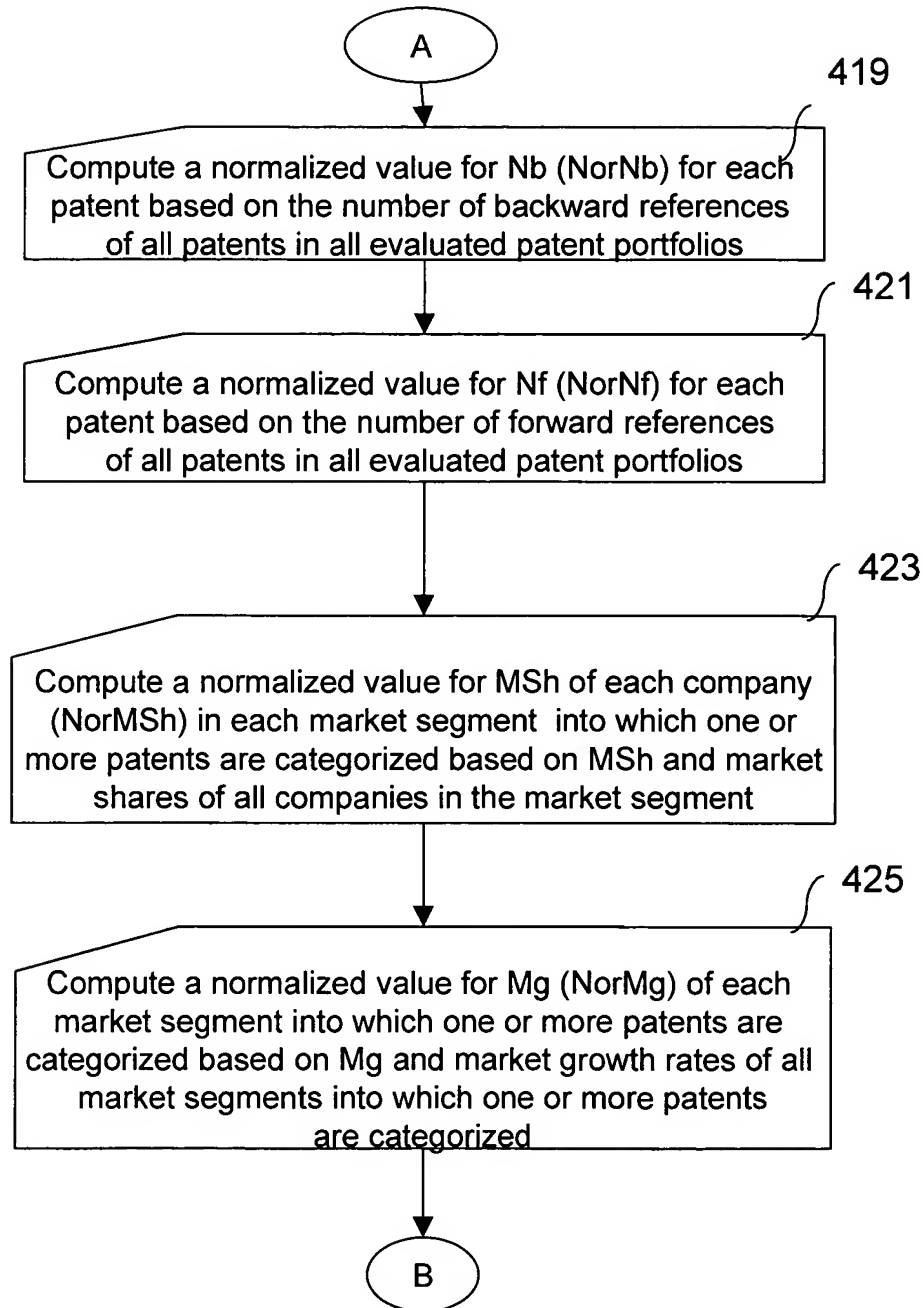 A
419
Compute a normalized value for Nb (NorNb) for each
patent based on the number of backward references
of all patents in all evaluated patent portfolios
421
Compute a normalized value for Nf (NorNf) for each
patent based on the number of forward references
of all patents in all evaluated patent portfolios
423
Compute a normalized value for MSh of each company
(NorMSh) in each market segment into which one or
more patents are categorized based on MSh and market
shares of all companies in the market segment
425
Compute a normalized value for Mg (NorMg) of each
market segment into which one or more patents are
categorized based on Mg and market growth rates of all
market segments into which one or more patents
are categorized
B